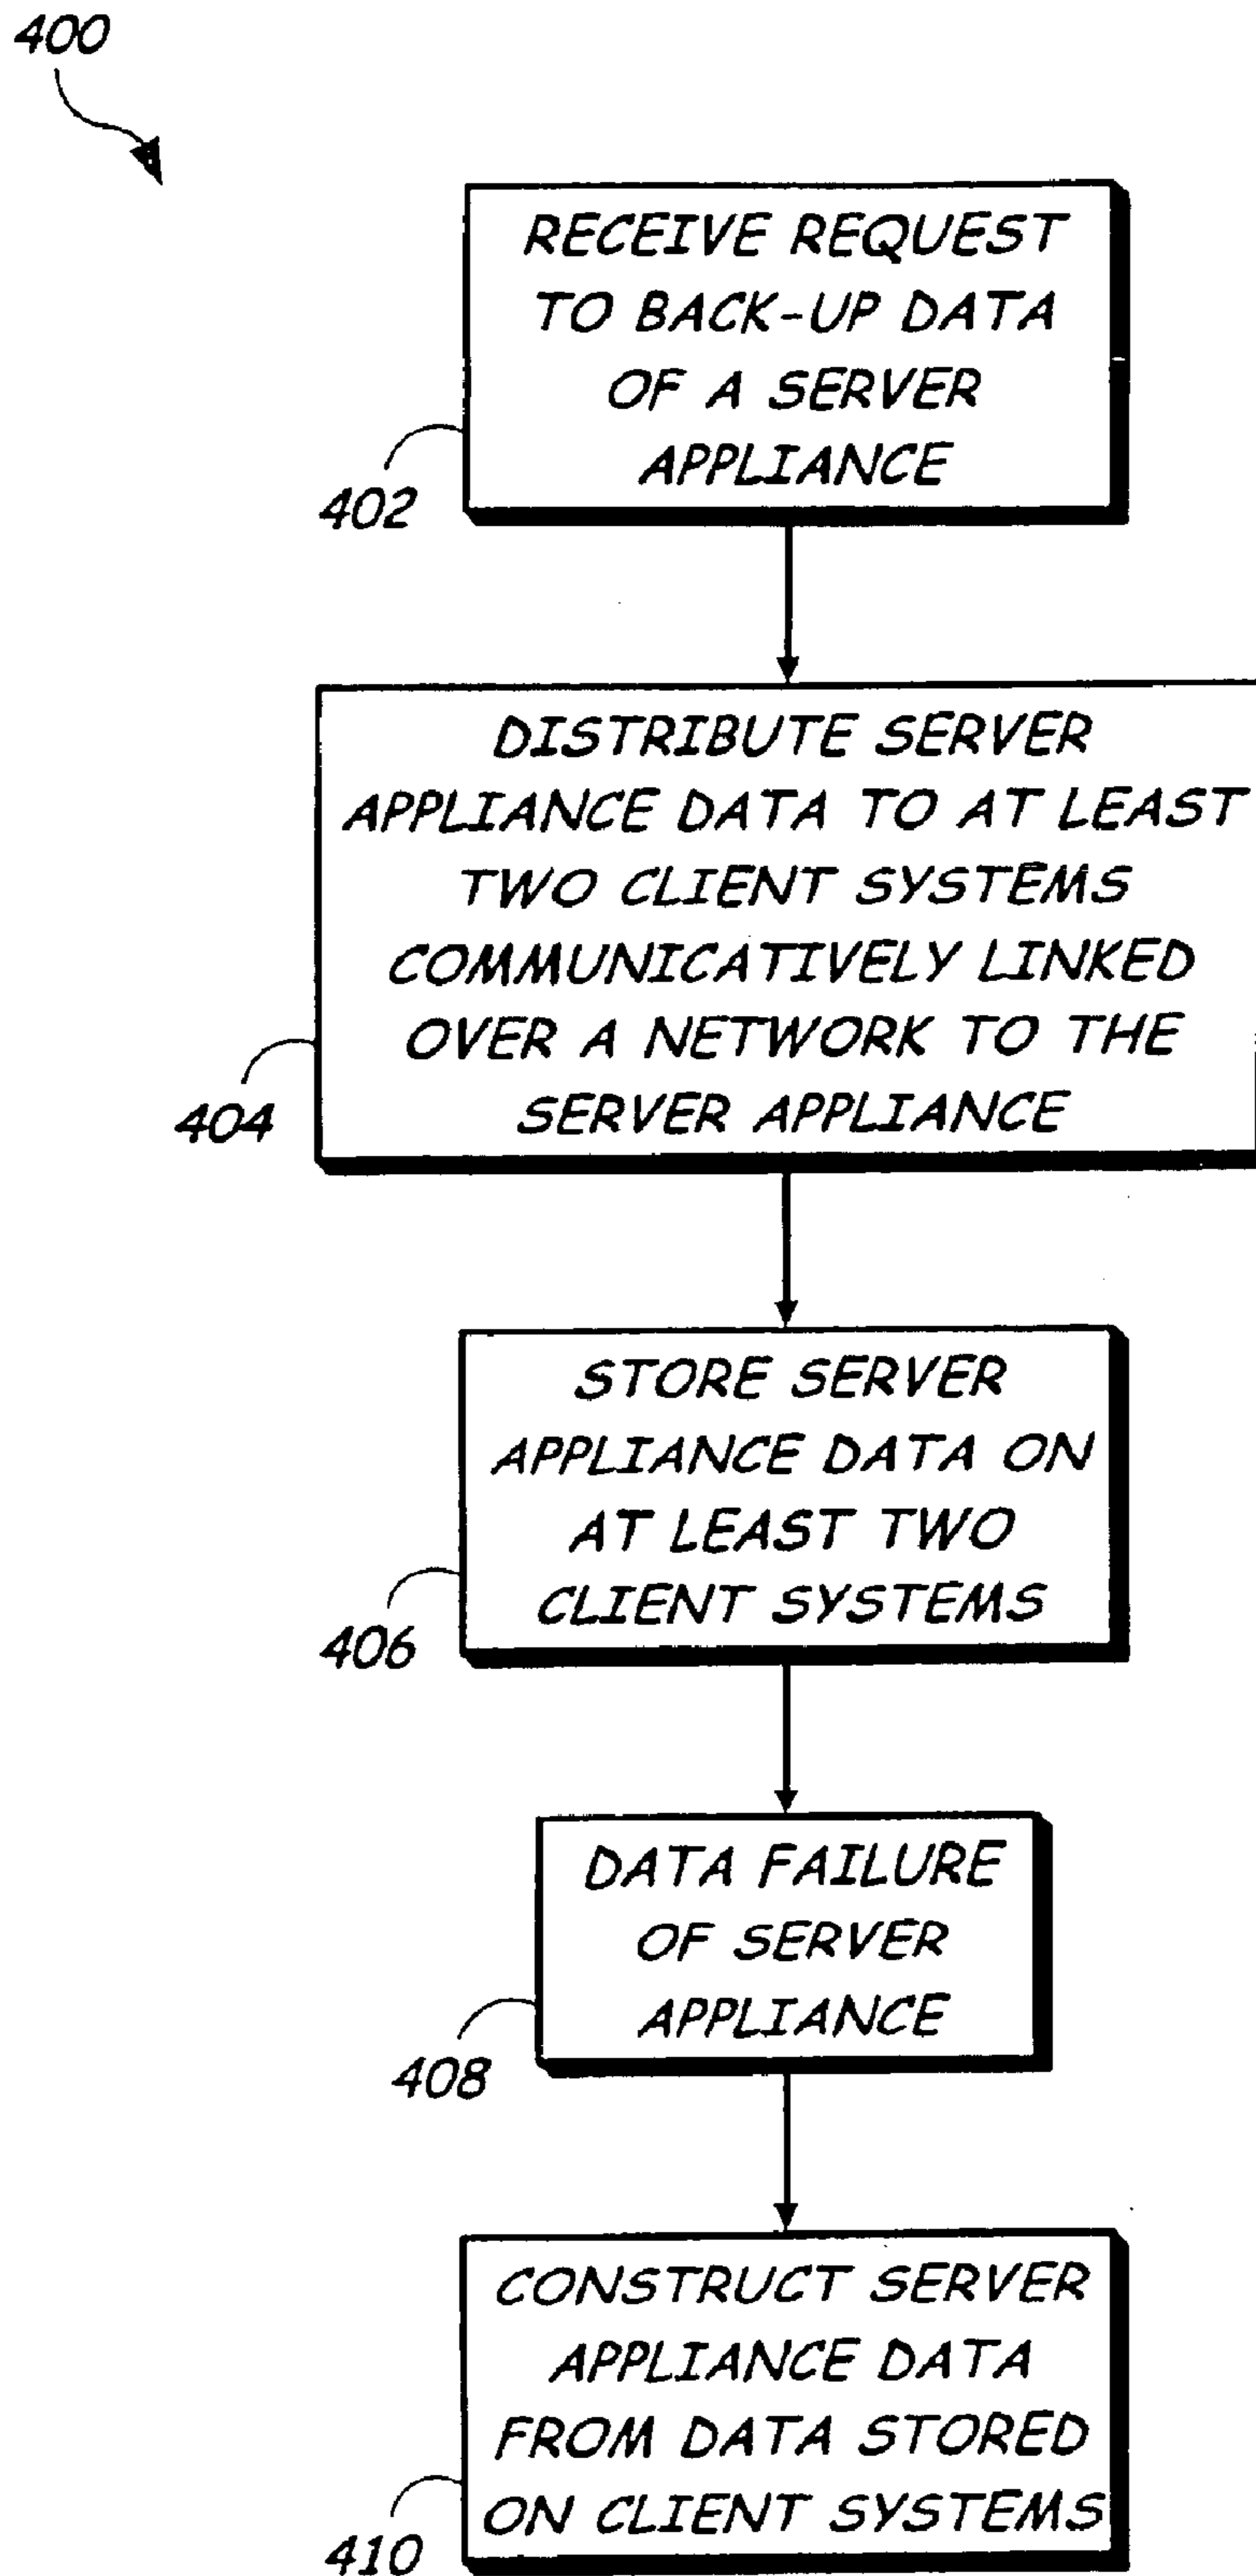 400
RECEIVE REQUEST
TO BACK-UP DATA
OF A SERVER
APPLIANCE
402
DISTRIBUTE SERVER
APPLIANCE DATA TO AT LEAST
TWO CLIENT SYSTEMS
COMMUNICATIVELY LINKED
OVER A NETWORK TO THE
SERVER APPLIANCE
404
STORE SERVER
APPLIANCE DATA ON
AT LEAST TWO
CLIENT SYSTEMS
406
DATA FAILURE
OF SERVER
APPLIANCE
408
CONSTRUCT SERVER
APPLIANCE DATA
FROM DATA STORED
ON CLIENT SYSTEMS
410